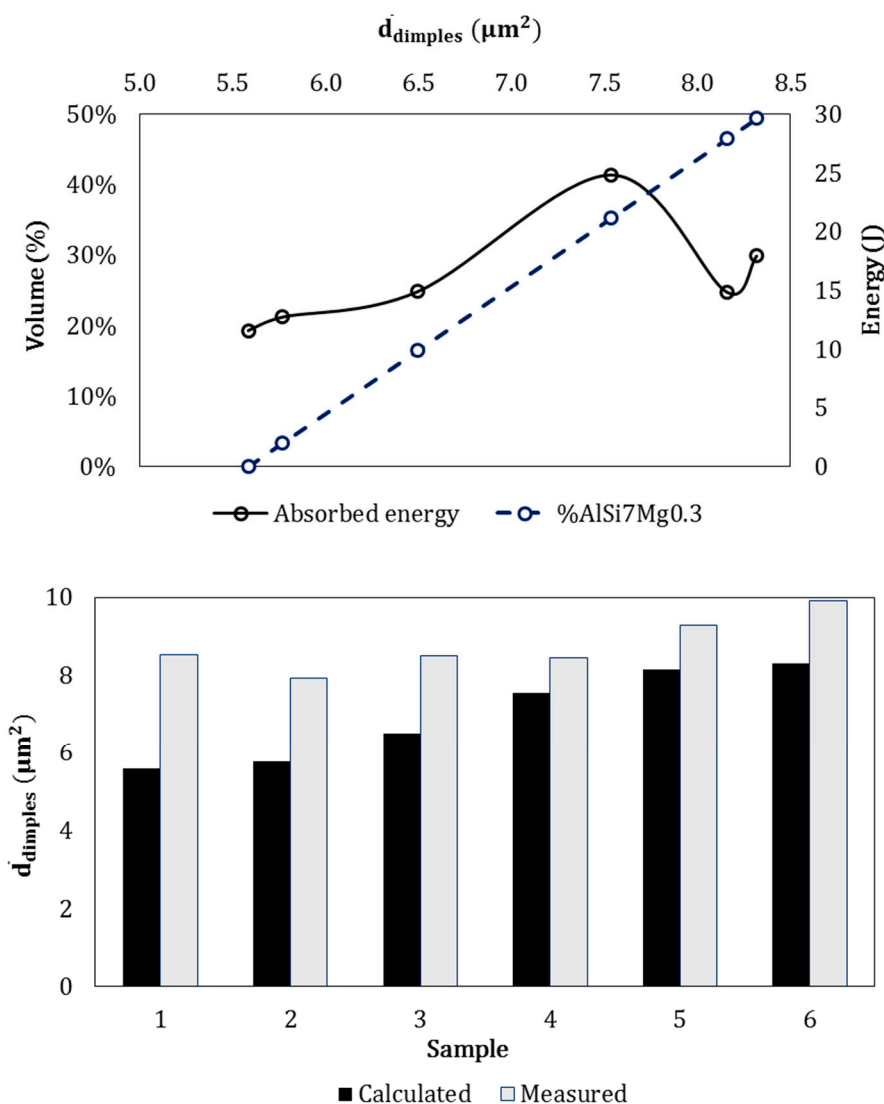 d̄dimples (µm²)
5.0 5.5 6.0 6.5 7.0 7.5 8.0 8.5
Volume (%)
50%
40%
30%
20%
10%
0%
Energy (J)
30
25
20
15
10
5
0
Absorbed energy %AlSi7Mg0.3
d̄dimples (µm²)
10
8
6
4
2
0
1 2 3 4 5 6
Sample
Calculated Measured